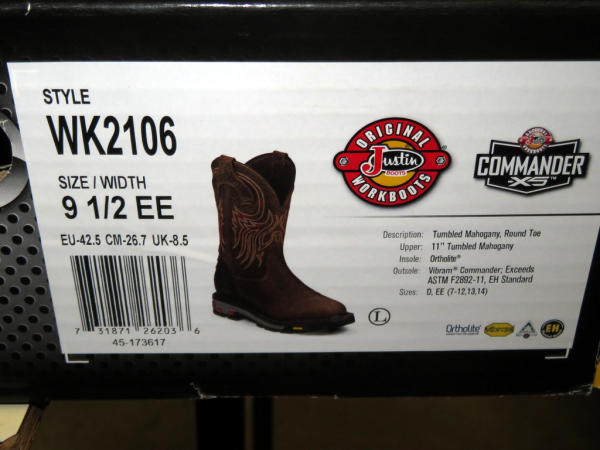 STYLE
WK2106
SIZE / WIDTH
9 1/2 EE
EU-42.5 CM-26.7 UK-8.5
7 31871 26203 6
45-173617
ORIGINAL
Justin
BOOTS
WORKBOOTS
COMMANDER
X5™
Description: Tumbled Mahogany, Round Toe
Upper: 11" Tumbled Mahogany
Insole: Ortholite®
Outsole: Vibram® Commander; Exceeds
ASTM F2892-11, EH Standard
Sizes: D, EE (7-12,13,14)
L
Ortholite®
vibram
EH